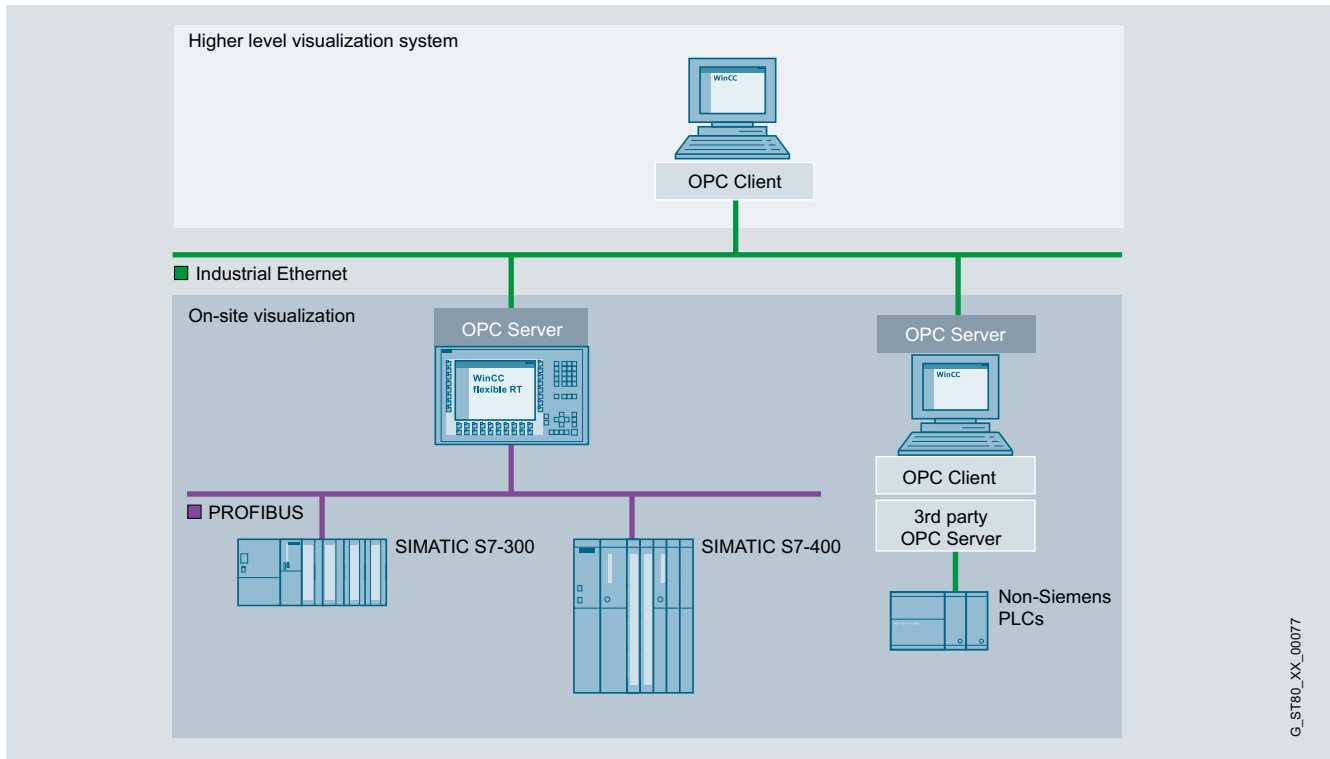 Higher level visualization system
WinCC
OPC Client
Industrial Ethernet
On-site visualization
OPC Server
OPC Server
WinCC
flexible RT
WinCC
OPC Client
PROFIBUS
3rd party
OPC Server
SIMATIC S7-300
SIMATIC S7-400
Non-Siemens
PLCs
G_ST80_XX_00077